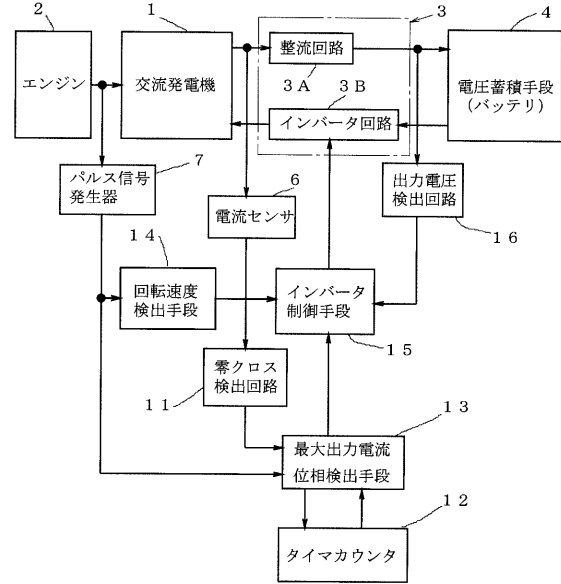 2
1
3
4
エンジン
交流発電機
整流回路
3A
3B
インバータ回路
電圧蓄積手段
(バッテリ)
7
パルス信号
発生器
6
電流センサ
出力電圧
検出回路
16
14
回転速度
検出手段
インバータ
制御手段
15
零クロス
検出回路
11
13
最大出力電流
位相検出手段
12
タイマカウンタ